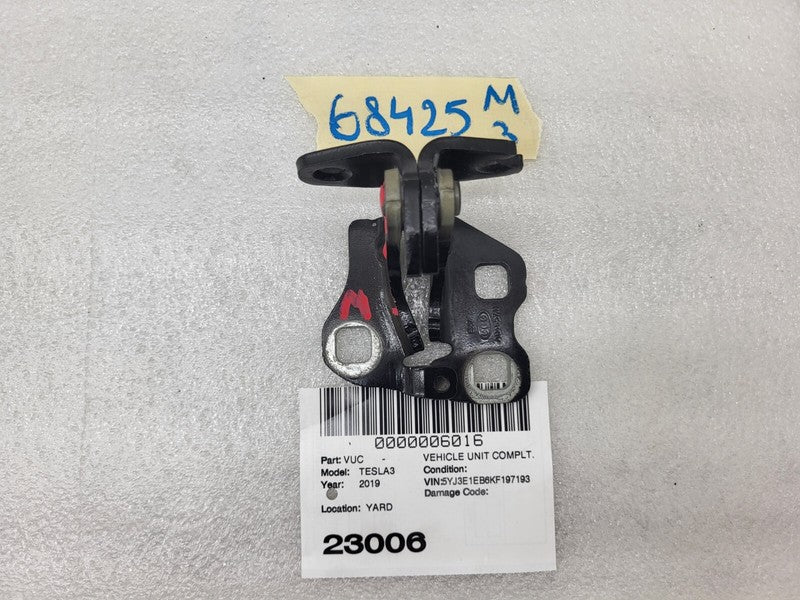 68425 M
3
M
0000006016
Part: VUC - VEHICLE UNIT COMPLT.
Model: TESLA3 Condition:
Year: 2019 VIN:5YJ3E1EB6KF197193
Damage Code:
Location: YARD
23006